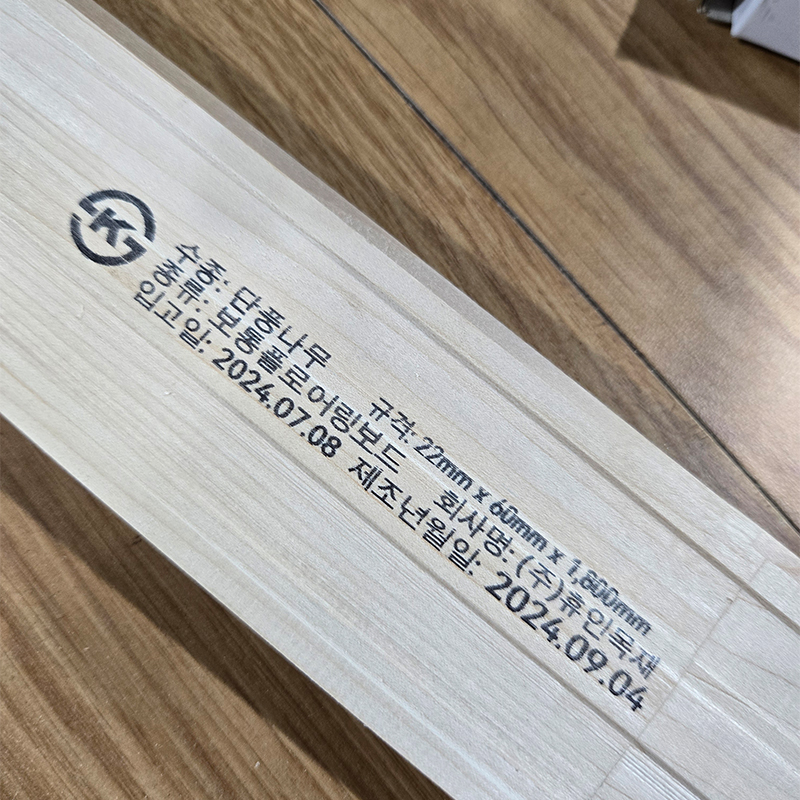 수종: 단풍나무 규격: 22mm x 60mm x 1,800mm
종류: 보통플로어링보드 회사명: (주)휴인목재
입고일: 2024.07.08 제조년월일: 2024.09.04